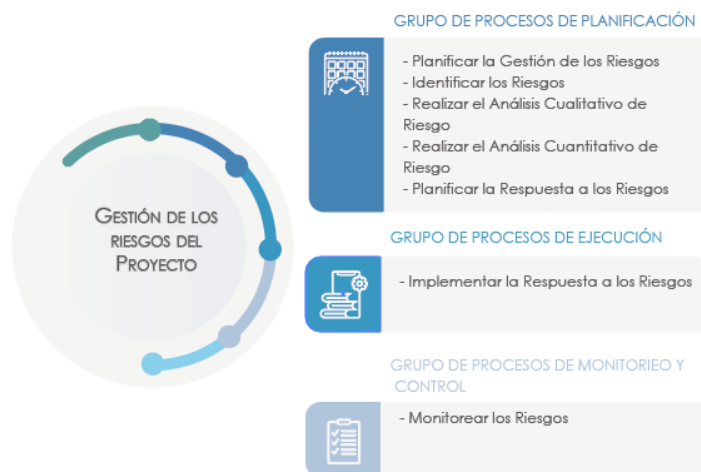 GRUPO DE PROCESOS DE PLANIFICACIÓN
- Planificar la Gestión de los Riesgos
- Identificar los Riesgos
- Realizar el Análisis Cualitativo de
Riesgo
- Realizar el Análisis Cuantitativo de
Riesgo
- Planificar la Respuesta a los Riesgos
GESTIÓN DE LOS
RIESGOS DEL
PROYECTO
GRUPO DE PROCESOS DE EJECUCIÓN
- Implementar la Respuesta a los Riesgos
GRUPO DE PROCESOS DE MONITORIEO Y
CONTROL
- Monitorear los Riesgos